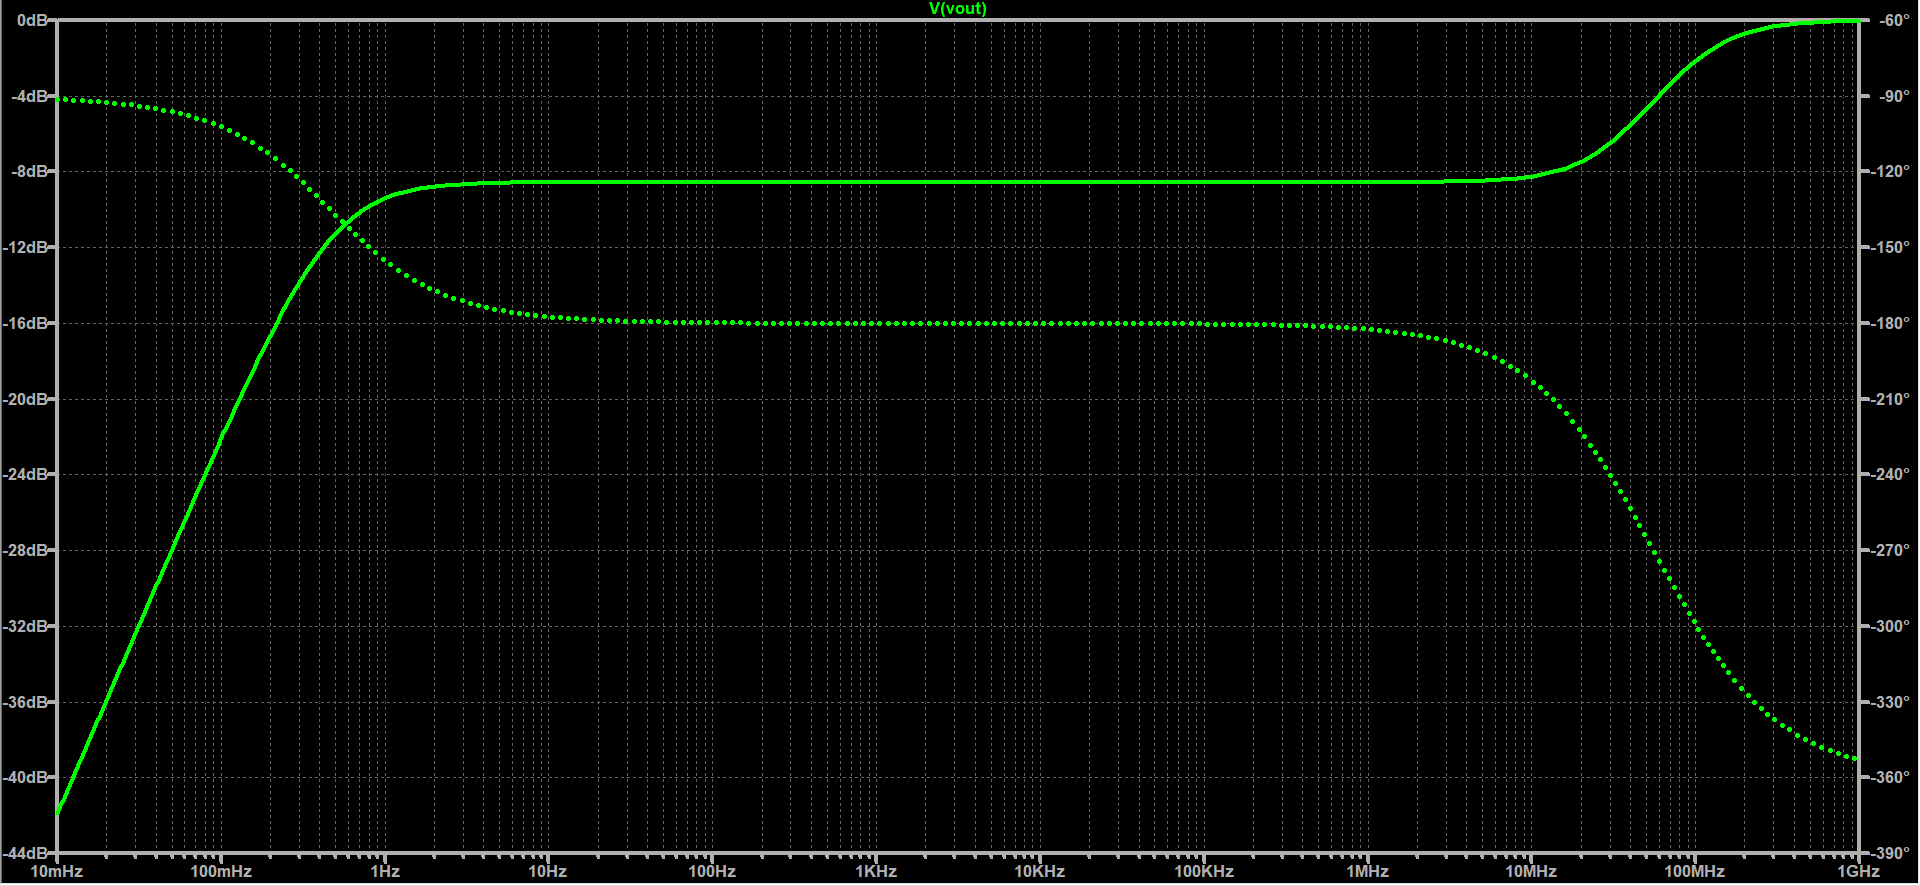 V(vout)
0dB
-4dB
-8dB
-12dB
-16dB
-20dB
-24dB
-28dB
-32dB
-36dB
-40dB
-44dB
-60°
-90°
-120°
-150°
-180°
-210°
-240°
-270°
-300°
-330°
-360°
-390°
10mHz 100mHz 1Hz 10Hz 100Hz 1KHz 10KHz 100KHz 1MHz 10MHz 100MHz 1GHz